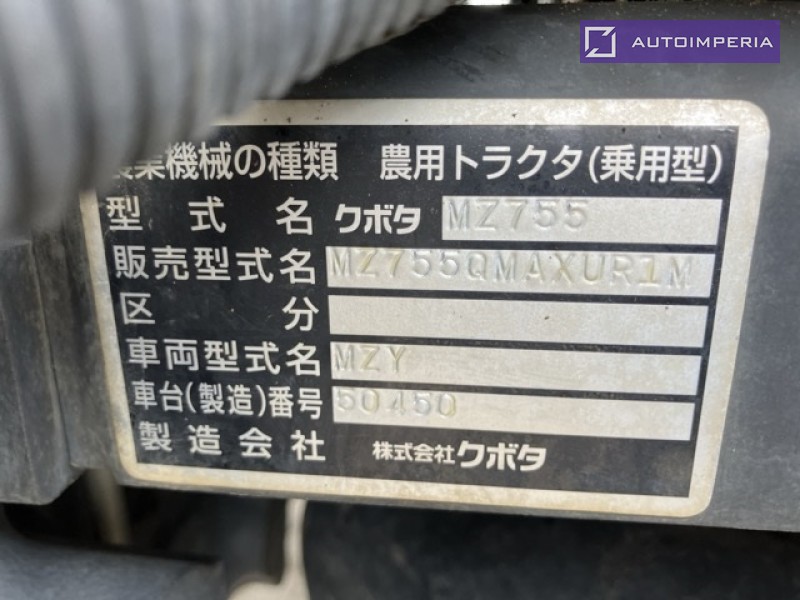 AUTOIMPERIA
農業機械の種類 農用トラクタ(乗用型)
型式名 クボタ MZ755
販売型式名 MZ755QMAXUR1M
区分
車両型式名 MZY
車台(製造)番号 50450
製造会社 株式会社クボタ